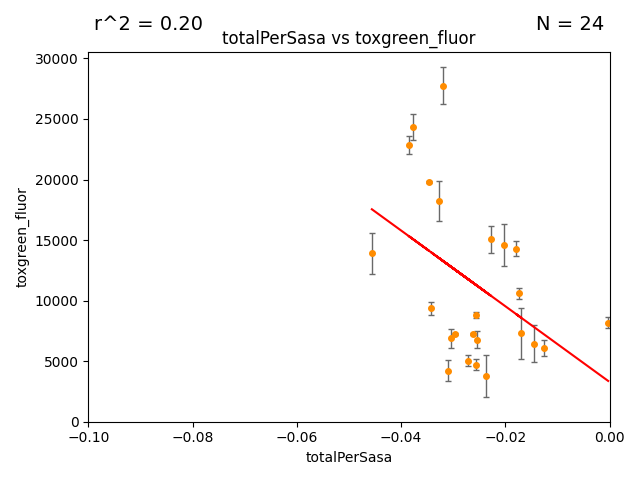 r^2 = 0.20
N = 24
totalPerSasa vs toxgreen_fluor
30000
25000
20000
15000
10000
5000
0
toxgreen_fluor
−0.10
−0.08
−0.06
−0.04
−0.02
0.00
totalPerSasa